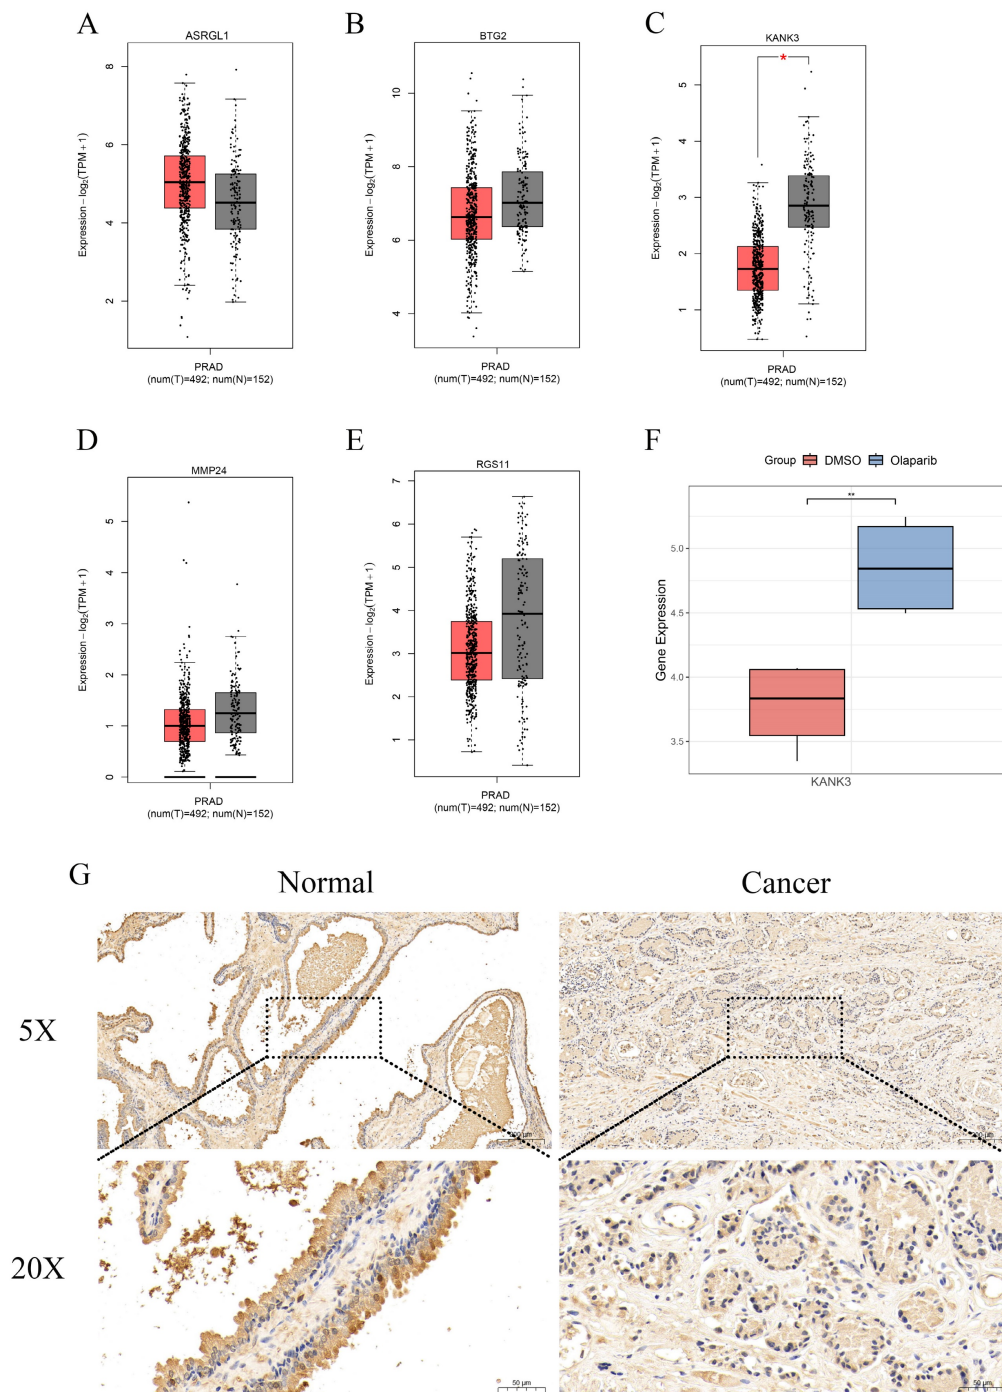 A
ASRGL1
Expression − log₂(TPM + 1)
8
6
4
2
PRAD
(num(T)=492; num(N)=152)
B
BTG2
Expression − log₂(TPM + 1)
10
8
6
4
PRAD
(num(T)=492; num(N)=152)
C
KANK3
*
Expression − log₂(TPM + 1)
5
4
3
2
1
PRAD
(num(T)=492; num(N)=152)
D
MMP24
Expression − log₂(TPM + 1)
5
4
3
2
1
0
PRAD
(num(T)=492; num(N)=152)
E
RGS11
Expression − log₂(TPM + 1)
7
6
5
4
3
2
1
PRAD
(num(T)=492; num(N)=152)
F
Group DMSO Olaparib
**
Gene Expression
5.0
4.5
4.0
3.5
KANK3
G
Normal Cancer
5X
20X
50 μm
50 μm